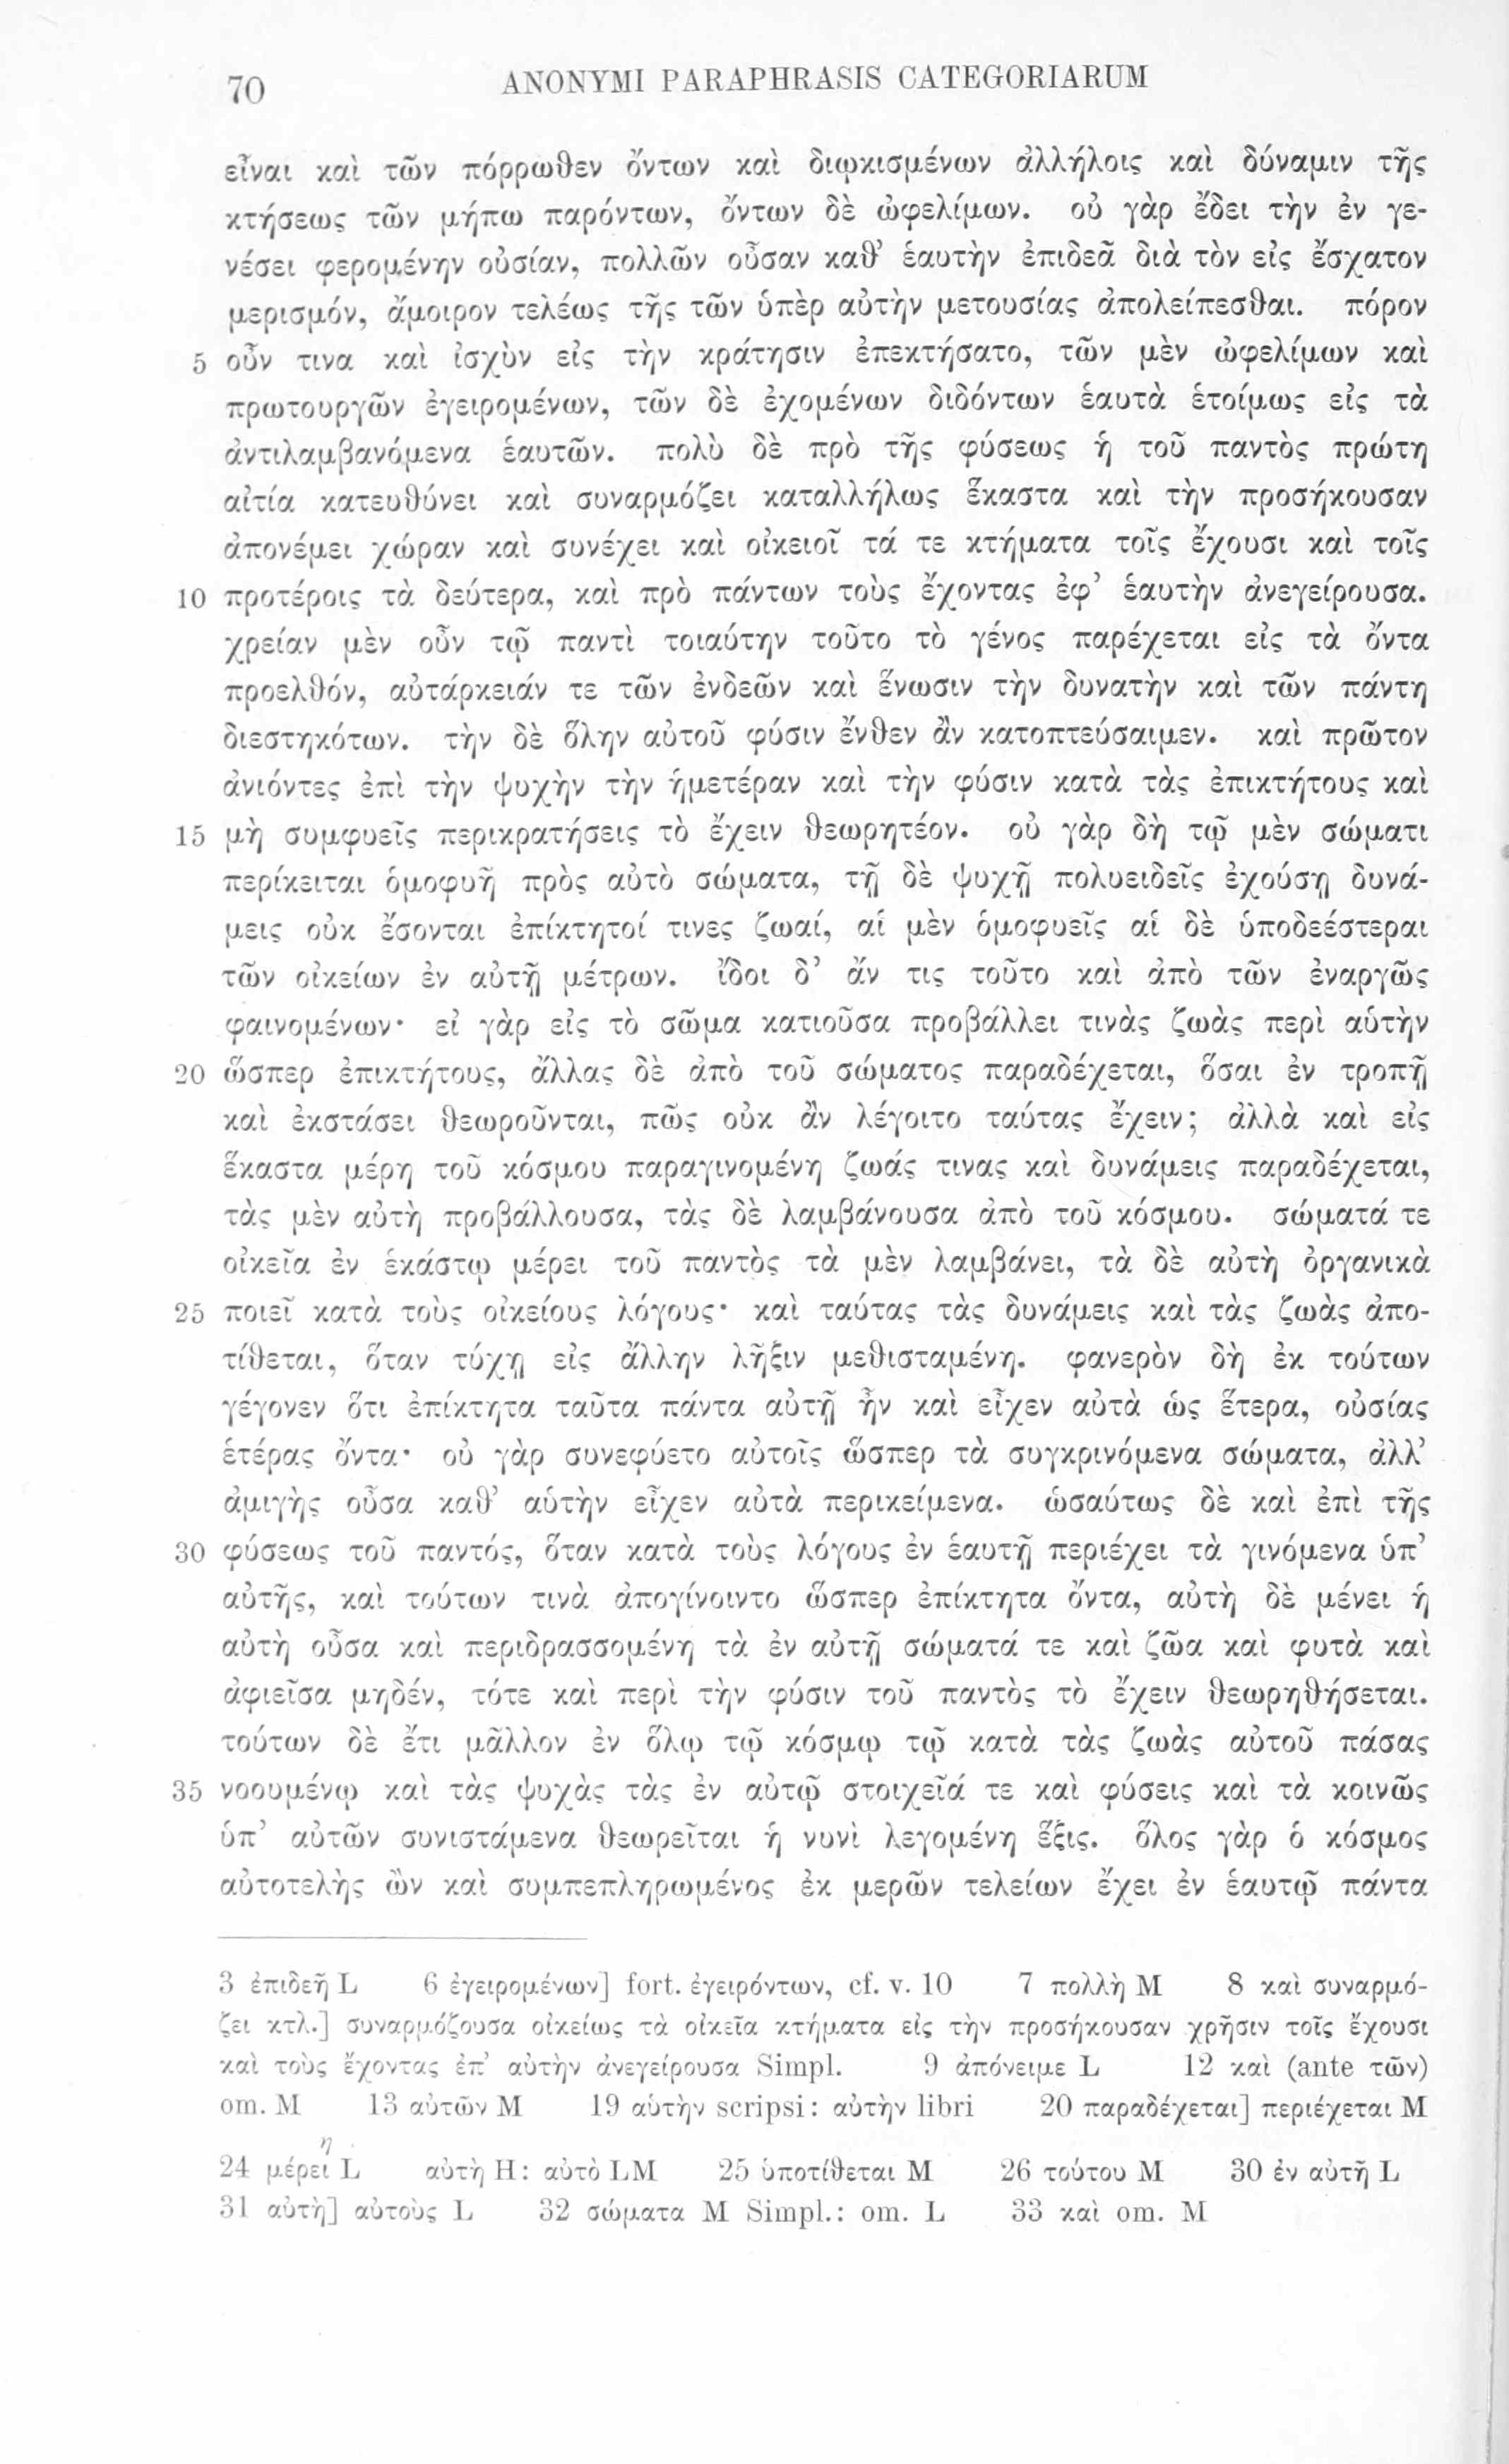 70 ANONYMI PARAPHRASIS CATEGORIARUM
εἶναι καὶ τῶν πόρρωθεν ὄντων καὶ διῳκισμένων ἀλλήλοις καὶ δύναμιν τῆς
κτήσεως τῶν μήπω παρόντων, ὄντων δὲ ὠφελίμων. οὐ γὰρ ἔδει τὴν ἐν γε-
νέσει φερομένην οὐσίαν, πολλῶν οὖσαν καθ’ ἑαυτὴν ἐπιδεᾶ διὰ τὸν εἰς ἔσχατον
μερισμόν, ἄμοιρον τελέως τῆς τῶν ὑπὲρ αὐτὴν μετουσίας ἀπολείπεσθαι. πόρον
5 οὖν τινα καὶ ἰσχὺν εἰς τὴν κράτησιν ἐπεκτήσατο, τῶν μὲν ὠφελίμων καὶ
πρωτουργῶν ἐγειρομένων, τῶν δὲ ἐχομένων διδόντων ἑαυτὰ ἑτοίμως εἰς τὰ
ἀντιλαμβανόμενα ἑαυτῶν. πολὺ δὲ πρὸ τῆς φύσεως ἡ τοῦ παντὸς πρώτη
αἰτία κατευθύνει καὶ συναρμόζει καταλλήλως ἕκαστα καὶ τὴν προσήκουσαν
ἀπονέμει χώραν καὶ συνέχει καὶ οἰκειοῖ τά τε κτήματα τοῖς ἔχουσι καὶ τοῖς
10 προτέροις τὰ δεύτερα, καὶ πρὸ πάντων τοὺς ἔχοντας ἐφ’ ἑαυτὴν ἀνεγείρουσα.
χρείαν μὲν οὖν τῷ παντὶ τοιαύτην τοῦτο τὸ γένος παρέχεται εἰς τὰ ὄντα
προελθόν, αὐτάρκειάν τε τῶν ἐνδεῶν καὶ ἕνωσιν τὴν δυνατὴν καὶ τῶν πάντη
διεστηκότων. τὴν δὲ ὅλην αὐτοῦ φύσιν ἔνθεν ἂν κατοπτεύσαιμεν. καὶ πρῶτον
ἀνιόντες ἐπὶ τὴν ψυχὴν τὴν ἡμετέραν καὶ τὴν φύσιν κατὰ τὰς ἐπικτήτους καὶ
15 μὴ συμφυεῖς περικρατήσεις τὸ ἔχειν θεωρητέον. οὐ γὰρ δὴ τῷ μὲν σώματι
περίκειται ὁμοφυῆ πρὸς αὐτὸ σώματα, τῇ δὲ ψυχῇ πολυειδεῖς ἐχούσῃ δυνά-
μεις οὐκ ἔσονται ἐπίκτητοί τινες ζωαί, αἱ μὲν ὁμοφυεῖς αἱ δὲ ὑποδεέστεραι
τῶν οἰκείων ἐν αὐτῇ μέτρων. ἴδοι δ’ ἄν τις τοῦτο καὶ ἀπὸ τῶν ἐναργῶς
φαινομένων· εἰ γὰρ εἰς τὸ σῶμα κατιοῦσα προβάλλει τινὰς ζωὰς περὶ αὑτὴν
20 ὥσπερ ἐπικτήτους, ἄλλας δὲ ἀπὸ τοῦ σώματος παραδέχεται, ὅσαι ἐν τροπῇ
καὶ ἐκστάσει θεωροῦνται, πῶς οὐκ ἂν λέγοιτο ταύτας ἔχειν; ἀλλὰ καὶ εἰς
ἕκαστα μέρη τοῦ κόσμου παραγινομένη ζωάς τινας καὶ δυνάμεις παραδέχεται,
τὰς μὲν αὐτὴ προβάλλουσα, τὰς δὲ λαμβάνουσα ἀπὸ τοῦ κόσμου. σώματά τε
οἰκεῖα ἐν ἑκάστῳ μέρει τοῦ παντὸς τὰ μὲν λαμβάνει, τὰ δὲ αὐτὴ ὀργανικὰ
25 ποιεῖ κατὰ τοὺς οἰκείους λόγους· καὶ ταύτας τὰς δυνάμεις καὶ τὰς ζωὰς ἀπο-
τίθεται, ὅταν τύχῃ εἰς ἄλλην λῆξιν μεθισταμένη. φανερὸν δὴ ἐκ τούτων
γέγονεν ὅτι ἐπίκτητα ταῦτα πάντα αὐτῇ ἦν καὶ εἶχεν αὐτὰ ὡς ἕτερα, οὐσίας
ἑτέρας ὄντα· οὐ γὰρ συνεφύετο αὐτοῖς ὥσπερ τὰ συγκρινόμενα σώματα, ἀλλ’
ἀμιγὴς οὖσα καθ’ αὑτὴν εἶχεν αὐτὰ περικείμενα. ὡσαύτως δὲ καὶ ἐπὶ τῆς
30 φύσεως τοῦ παντός, ὅταν κατὰ τοὺς λόγους ἐν ἑαυτῇ περιέχει τὰ γινόμενα ὑπ’
αὐτῆς, καὶ τούτων τινὰ ἀπογίνοιντο ὥσπερ ἐπίκτητα ὄντα, αὐτὴ δὲ μένει ἡ
αὐτὴ οὖσα καὶ περιδρασσομένη τὰ ἐν αὐτῇ σώματά τε καὶ ζῶα καὶ φυτὰ καὶ
ἀφιεῖσα μηδέν, τότε καὶ περὶ τὴν φύσιν τοῦ παντὸς τὸ ἔχειν θεωρηθήσεται.
τούτων δὲ ἔτι μᾶλλον ἐν ὅλῳ τῷ κόσμῳ τῷ κατὰ τὰς ζωὰς αὐτοῦ πάσας
35 νοουμένῳ καὶ τὰς ψυχὰς τὰς ἐν αὐτῷ στοιχεῖά τε καὶ φύσεις καὶ τὰ κοινῶς
ὑπ’ αὐτῶν συνιστάμενα θεωρεῖται ἡ νυνὶ λεγομένη ἕξις. ὅλος γὰρ ὁ κόσμος
αὐτοτελὴς ὢν καὶ συμπεπληρωμένος ἐκ μερῶν τελείων ἔχει ἐν ἑαυτῷ πάντα
3 ἐπιδεῆ L 6 ἐγειρομένων] fort. ἐγειρόντων, cf. v. 10 7 πολλὴ M 8 καὶ συναρμό-
ζει κτλ.] συναρμόζουσα οἰκείως τὰ οἰκεῖα κτήματα εἰς τὴν προσήκουσαν χρῆσιν τοῖς ἔχουσι
καὶ τοὺς ἔχοντας ἐπ’ αὐτὴν ἀνεγείρουσα Simpl. 9 ἀπόνειμε L 12 καὶ (ante τῶν)
om. M 13 αὐτῶν M 19 αὑτὴν scripsi: αὐτὴν libri 20 παραδέχεται] περιέχεται M
η
24 μέρει L αὐτὴ H: αὐτὸ LM 25 ὑποτίθεται M 26 τούτου M 30 ἐν αὐτῇ L
31 αὐτὴ] αὐτοὺς L 32 σώματα M Simpl.: om. L 33 καὶ om. M